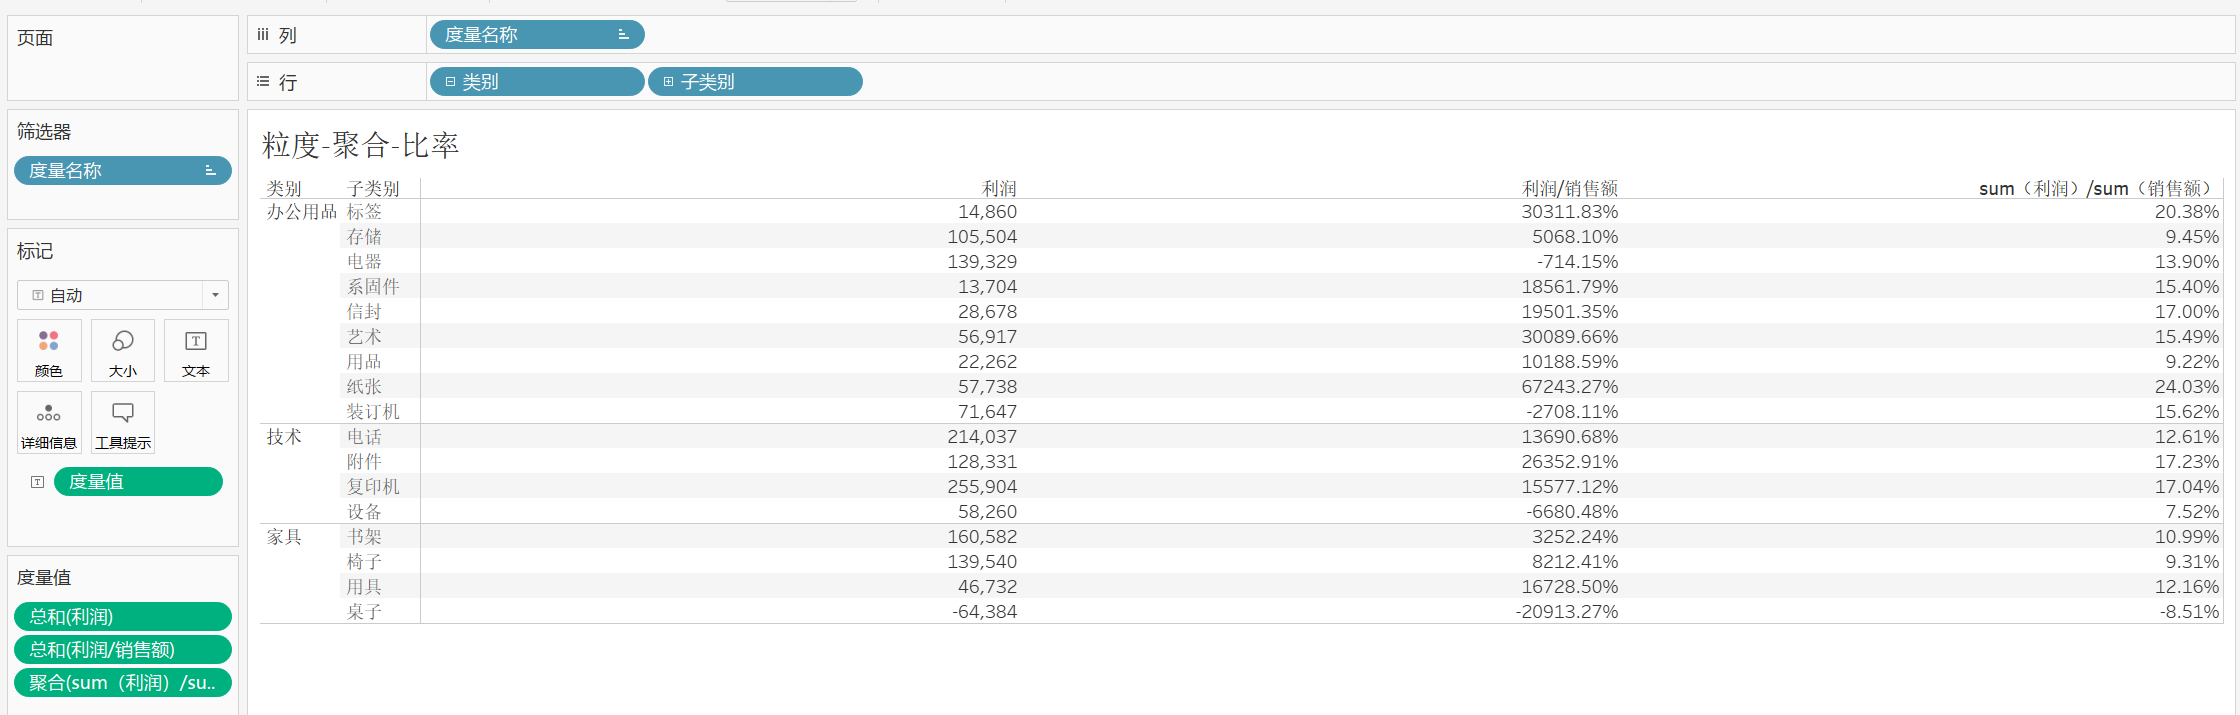 页面
列
度量名称
行
类别
子类别
筛选器
度量名称
标记
自动
颜色
大小
文本
详细信息
工具提示
度量值
度量值
总和(利润)
总和(利润/销售额)
聚合(sum（利润）/su..
粒度-聚合-比率
类别 子类别 利润 利润/销售额 sum（利润）/sum（销售额）
办公用品 标签 14,860 30311.83% 20.38%
存储 105,504 5068.10% 9.45%
电器 139,329 -714.15% 13.90%
系固件 13,704 18561.79% 15.40%
信封 28,678 19501.35% 17.00%
艺术 56,917 30089.66% 15.49%
用品 22,262 10188.59% 9.22%
纸张 57,738 67243.27% 24.03%
装订机 71,647 -2708.11% 15.62%
技术 电话 214,037 13690.68% 12.61%
附件 128,331 26352.91% 17.23%
复印机 255,904 15577.12% 17.04%
设备 58,260 -6680.48% 7.52%
家具 书架 160,582 3252.24% 10.99%
椅子 139,540 8212.41% 9.31%
用具 46,732 16728.50% 12.16%
桌子 -64,384 -20913.27% -8.51%